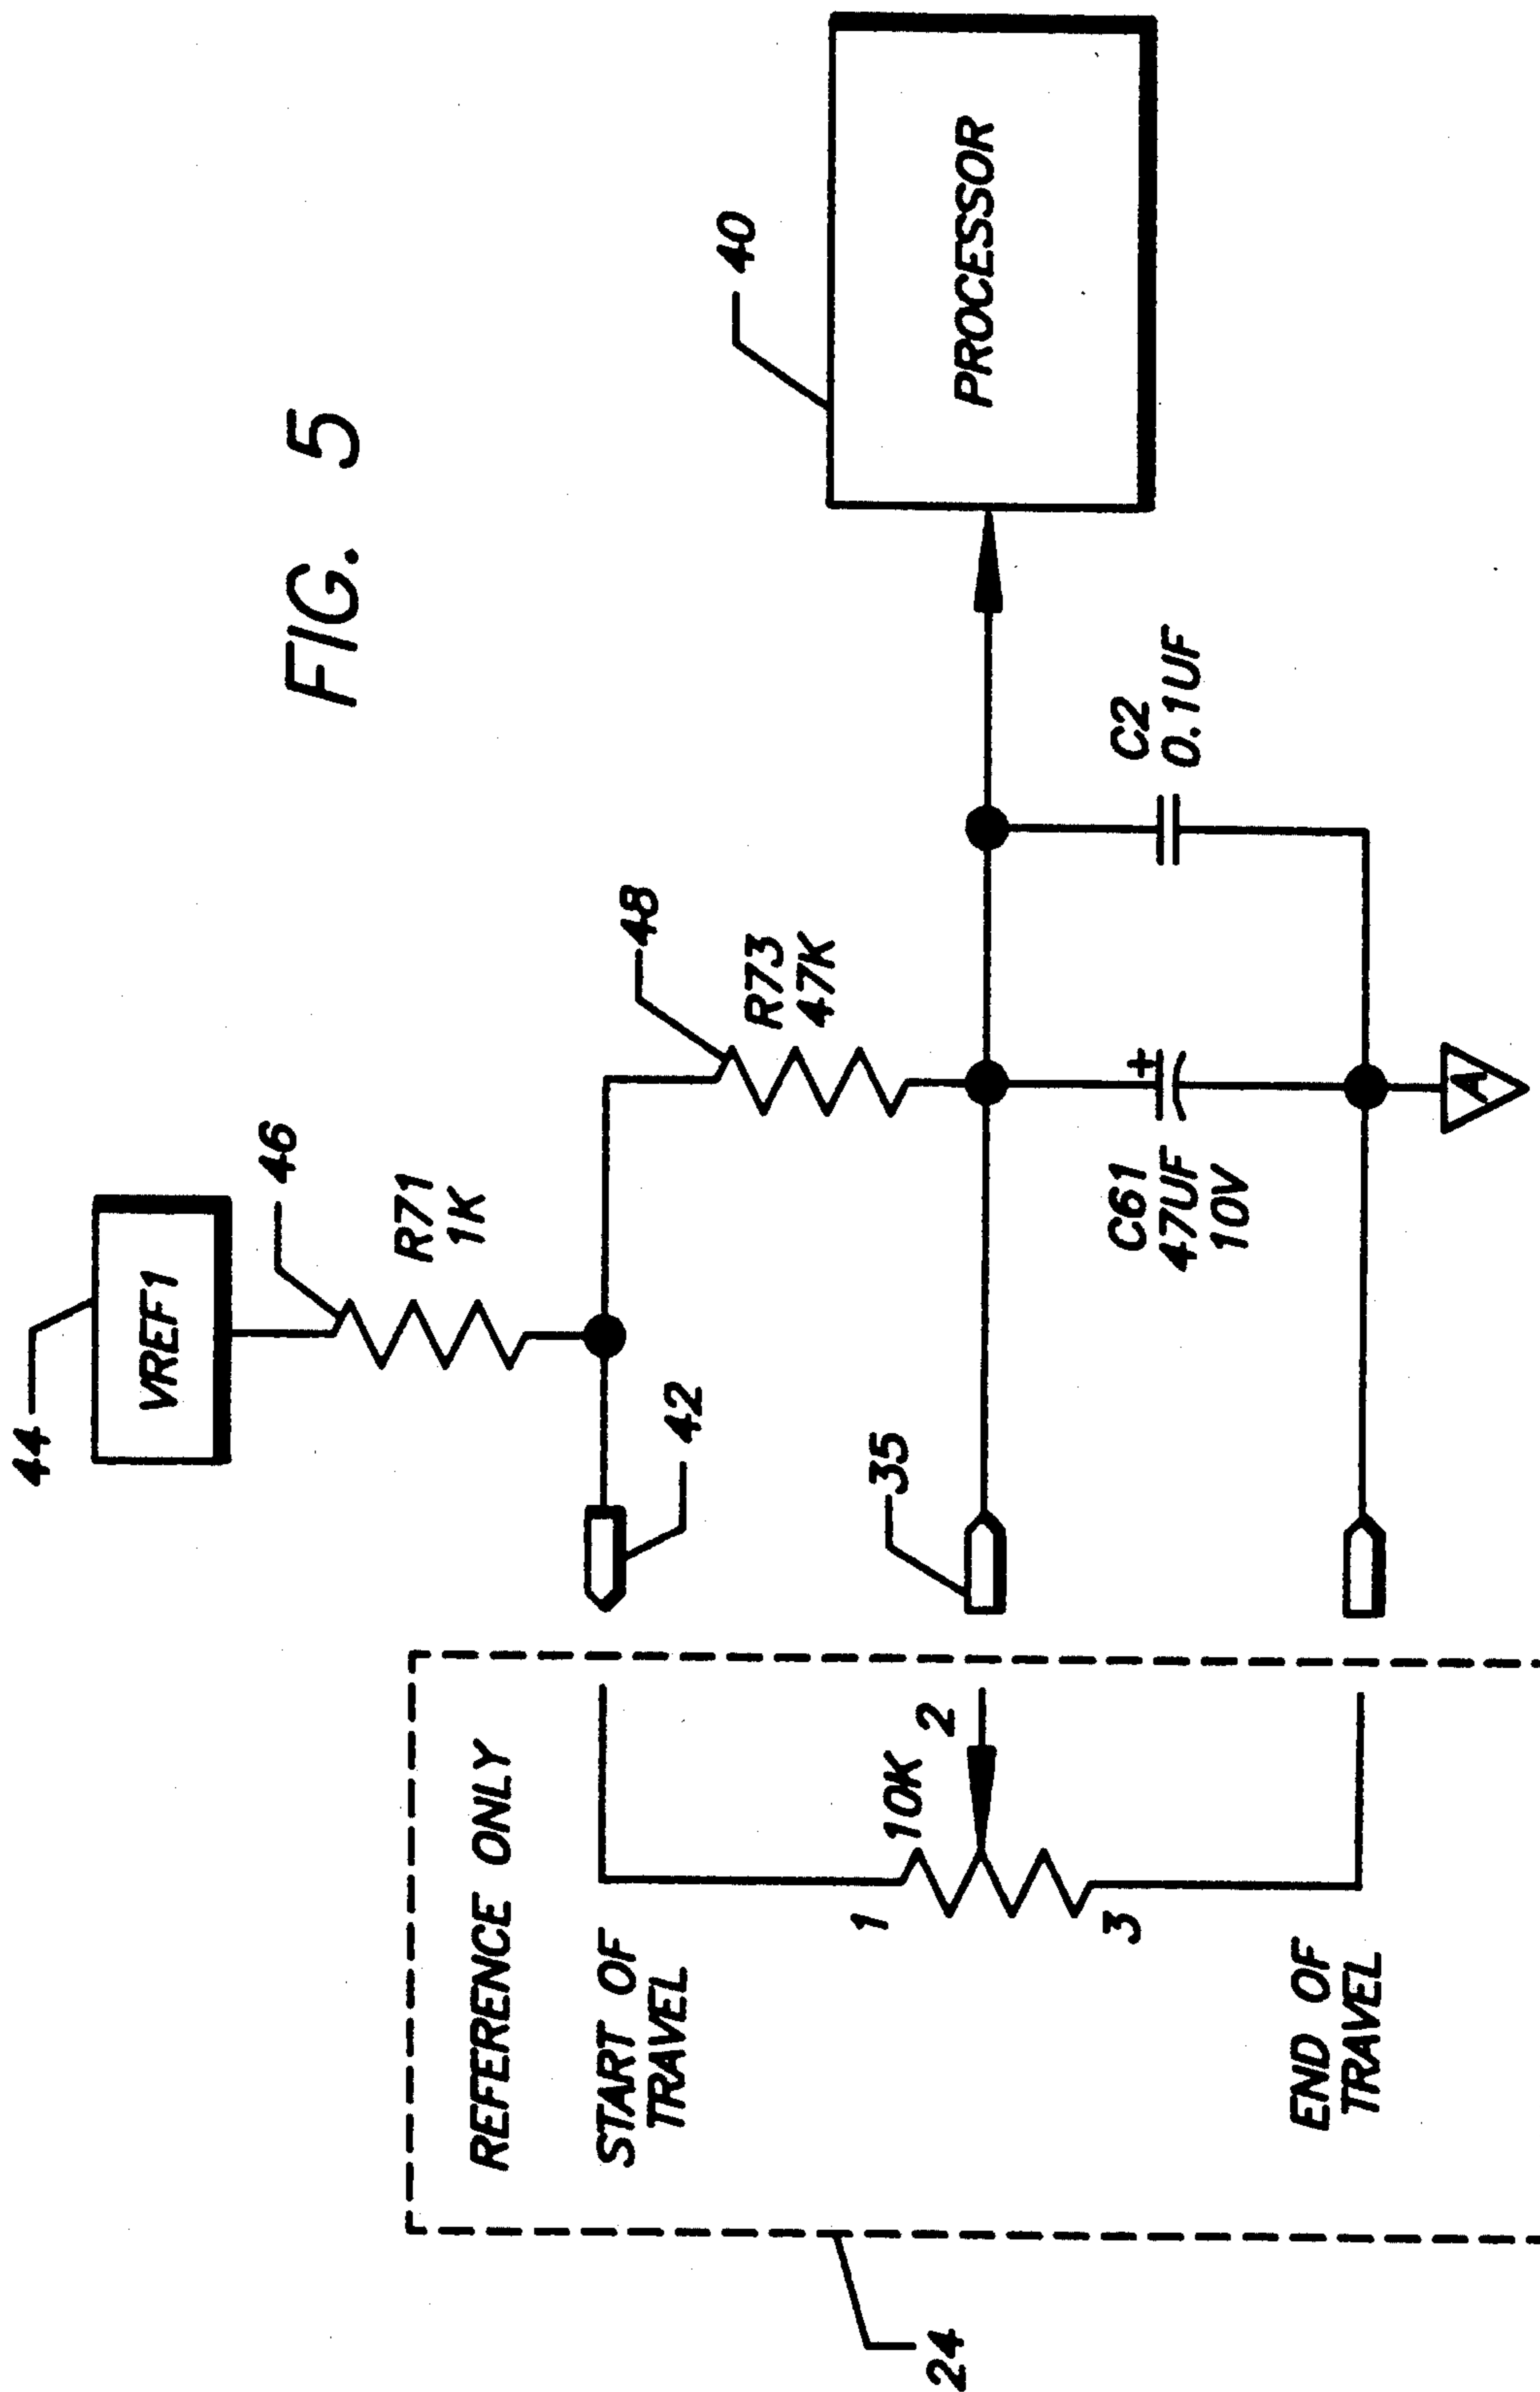 FIG. 5
44
VREF1
46
R71
1K
42
48
R73
47K
40
PROCESSOR
35
C61
47UF
10V
+
C2
0.1UF
A
REFERENCE ONLY
START OF
TRAVEL
1
10K
2
3
END OF
TRAVEL
24